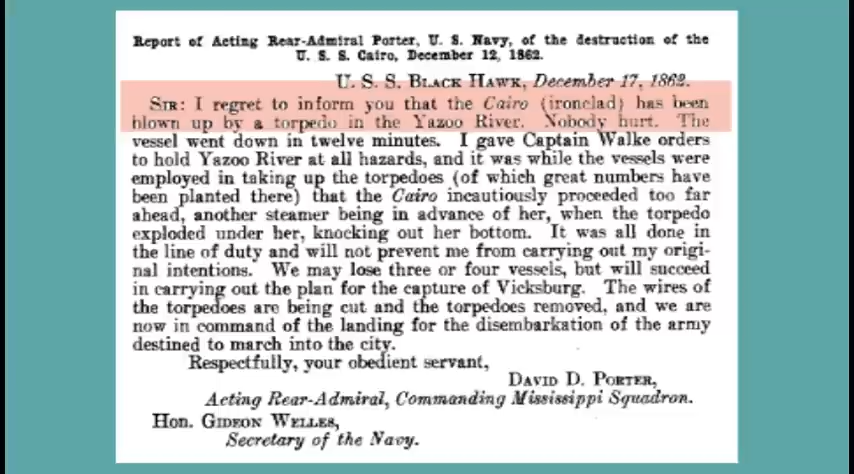 Report of Acting Rear-Admiral Porter, U. S. Navy, of the destruction of the
U. S. S. Cairo, December 12, 1862.
U. S. S. BLACK HAWK, December 17, 1862.
SIR: I regret to inform you that the Cairo (ironclad) has been
blown up by a torpedo in the Yazoo River. Nobody hurt. The
vessel went down in twelve minutes. I gave Captain Walke orders
to hold Yazoo River at all hazards, and it was while the vessels were
employed in taking up the torpedoes (of which great numbers have
been planted there) that the Cairo incautiously proceeded too far
ahead, another steamer being in advance of her, when the torpedo
exploded under her, knocking out her bottom. It was all done in
the line of duty and will not prevent me from carrying out my origi-
nal intentions. We may lose three or four vessels, but will succeed
in carrying out the plan for the capture of Vicksburg. The wires of
the torpedoes are being cut and the torpedoes removed, and we are
now in command of the landing for the disembarkation of the army
destined to march into the city.
Respectfully, your obedient servant,
DAVID D. PORTER,
Acting Rear-Admiral, Commanding Mississippi Squadron.
Hon. GIDEON WELLES,
Secretary of the Navy.